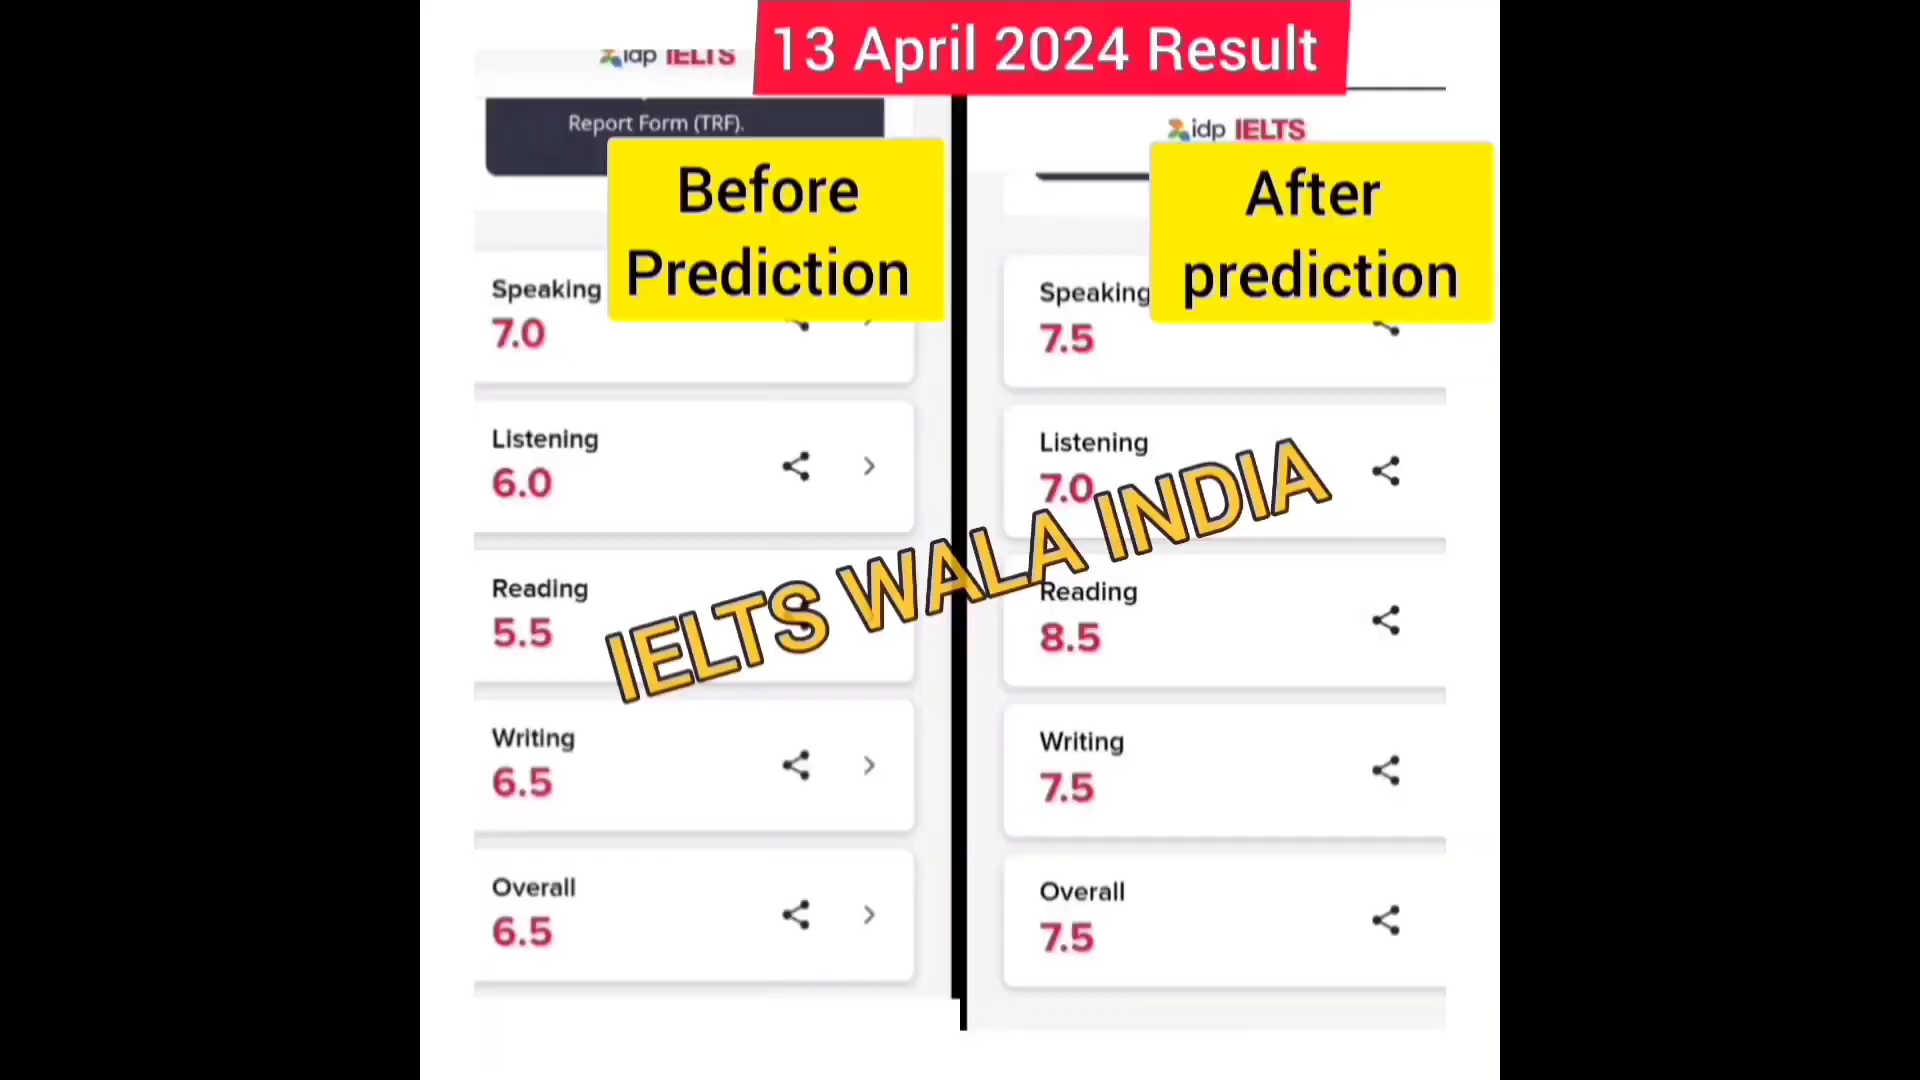 13 April 2024 Result
idp IELTS
Report Form (TRF).
Before
Prediction
Speaking
7.0
Listening
6.0
Reading
5.5
Writing
6.5
Overall
6.5
idp IELTS
After
prediction
Speaking
7.5
Listening
7.0
Reading
8.5
Writing
7.5
Overall
7.5
IELTS WALA INDIA